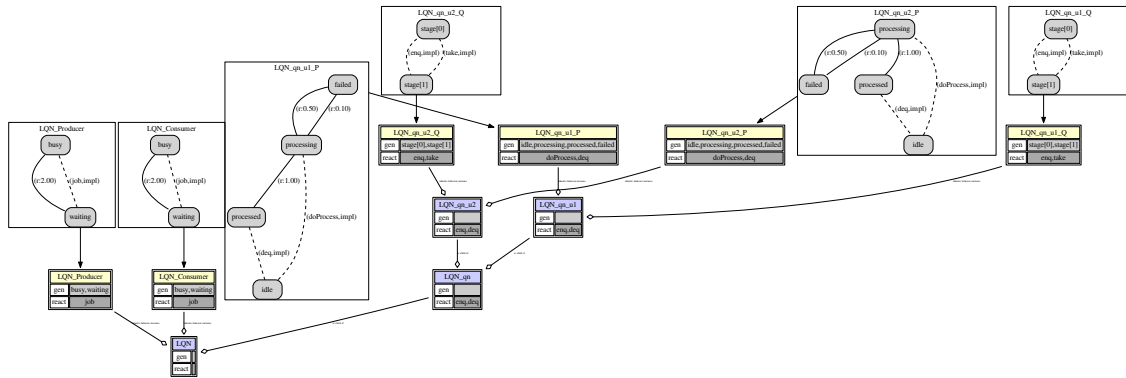 LQN_qn_u2_Q
stage[0]
(enq,impl)
(take,impl)
stage[1]
LQN_qn_u2_P
processing
(r:0.50)
(r:0.10)
(r:1.00)
(doProcess,impl)
failed
processed
(deq,impl)
idle
LQN_qn_u1_Q
stage[0]
(enq,impl)
(take,impl)
stage[1]
LQN_qn_u1_P
failed
(r:0.50)
(r:0.10)
processing
(r:1.00)
processed
(doProcess,impl)
(deq,impl)
idle
LQN_Producer
busy
(r:2.00)
(job,impl)
waiting
LQN_Consumer
busy
(r:2.00)
(job,impl)
waiting
LQN_qn_u2_Q
gen stage[0],stage[1]
react enq,take
LQN_qn_u1_P
gen idle,processing,processed,failed
react doProcess,deq
LQN_qn_u2_P
gen idle,processing,processed,failed
react doProcess,deq
LQN_qn_u1_Q
gen stage[0],stage[1]
react enq,take
LQN_qn_u2
gen
react enq,deq
LQN_qn_u1
gen
react enq,deq
LQN_Producer
gen busy,waiting
react job
LQN_Consumer
gen busy,waiting
react job
LQN_qn
gen
react enq,deq
LQN
gen
react